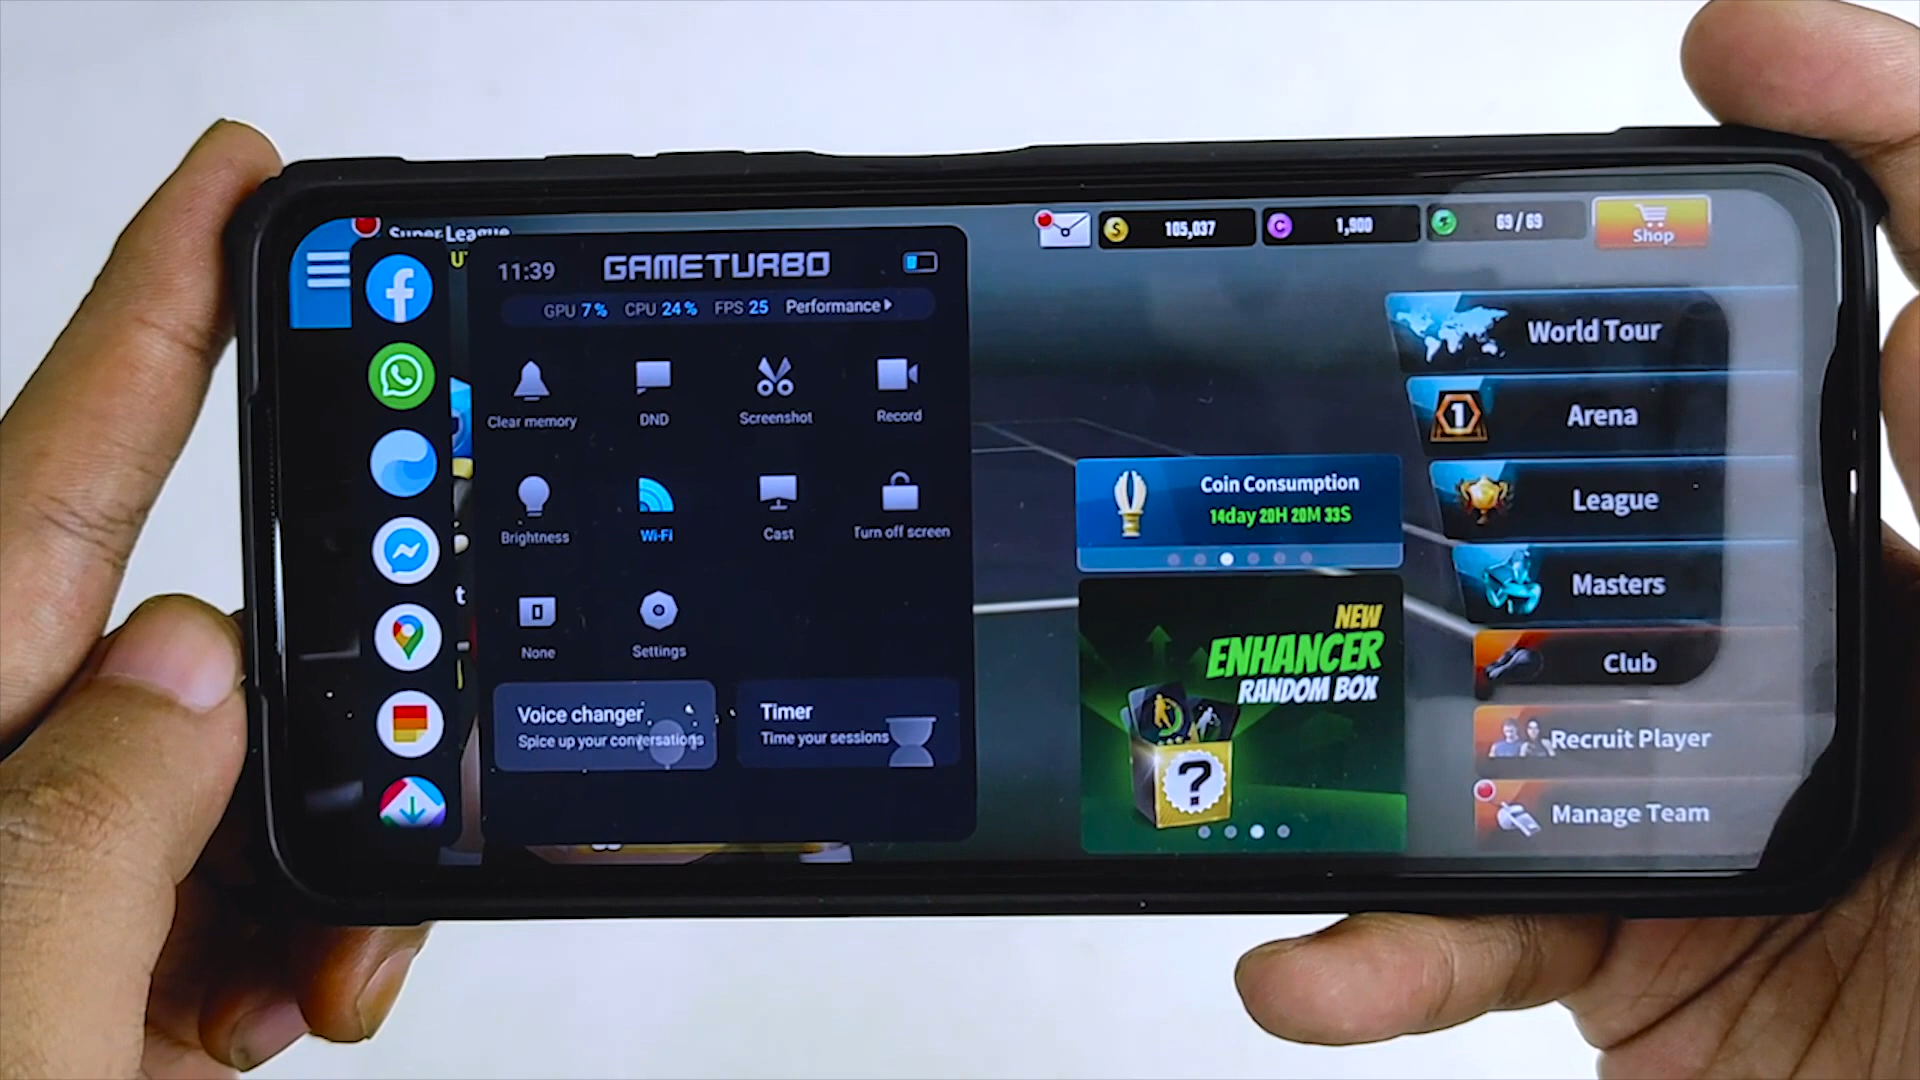 Super League
105,037
1,900
69/69
Shop
11:39
GAMETURBO
GPU 7% CPU 24% FPS 25 Performance
Clear memory
DND
Screenshot
Record
Brightness
Wi-Fi
Cast
Turn off screen
None
Settings
Voice changer
Spice up your conversations
Timer
Time your sessions
Coin Consumption
14day 20H 20M 33S
NEW
ENHANCER
RANDOM BOX
?
World Tour
1
Arena
League
Masters
Club
Recruit Player
Manage Team